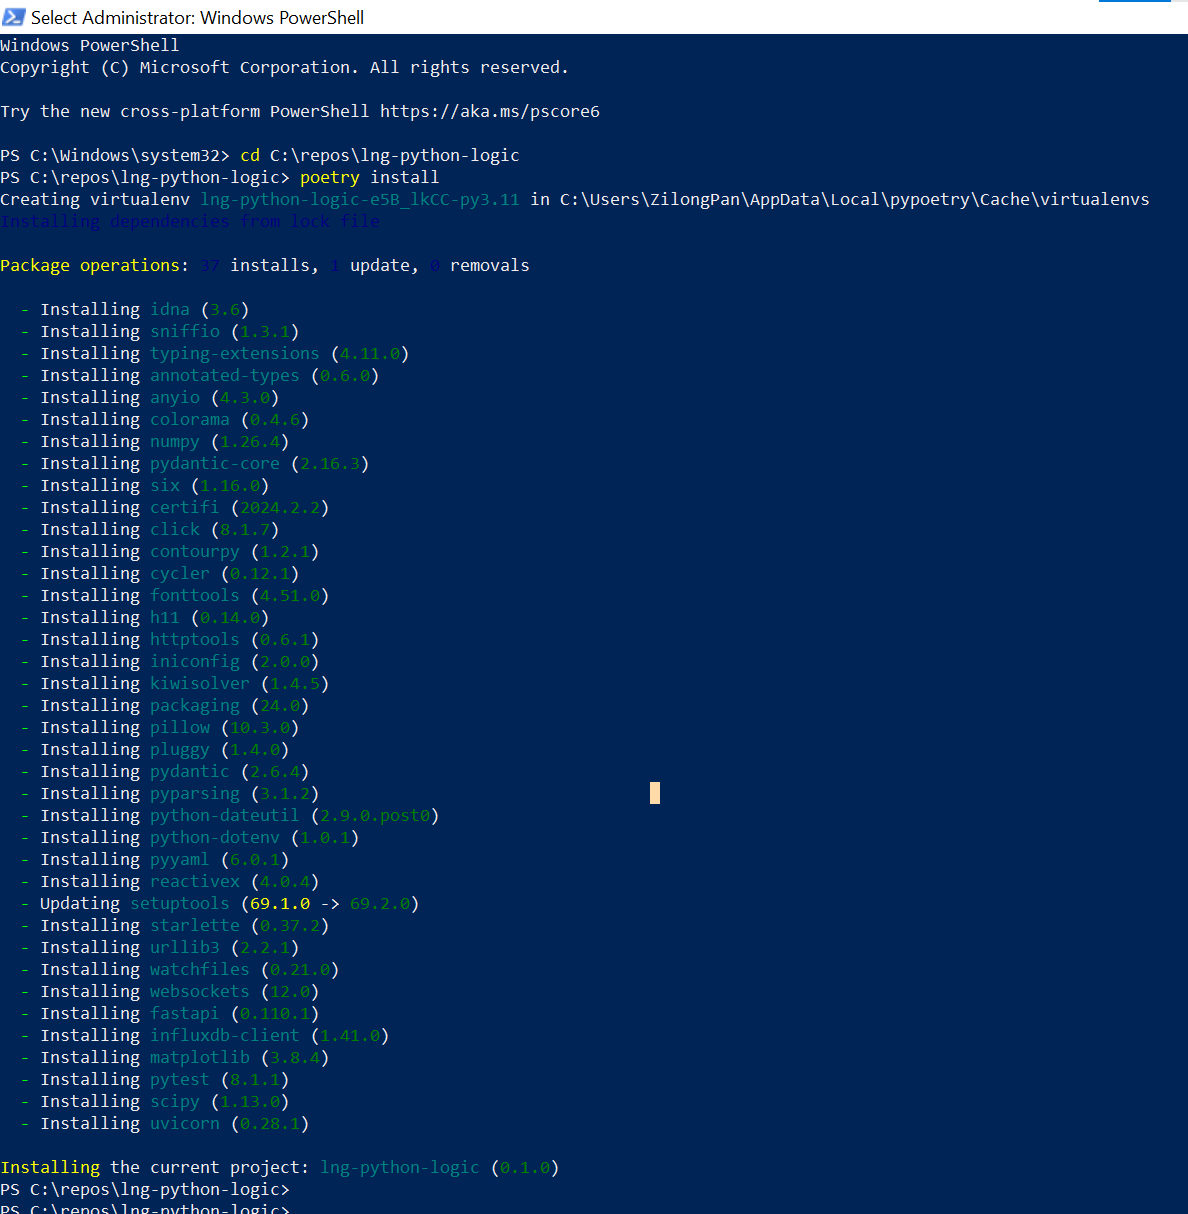 Select Administrator: Windows PowerShell
Windows PowerShell
Copyright (C) Microsoft Corporation. All rights reserved.
Try the new cross-platform PowerShell https://aka.ms/pscore6
PS C:\Windows\system32> cd C:\repos\lng-python-logic
PS C:\repos\lng-python-logic> poetry install
Creating virtualenv lng-python-logic-e5B_lkCC-py3.11 in C:\Users\ZilongPan\AppData\Local\pypoetry\Cache\virtualenvs
Installing dependencies from lock file
Package operations: 37 installs, 1 update, 0 removals
- Installing idna (3.6)
- Installing sniffio (1.3.1)
- Installing typing-extensions (4.11.0)
- Installing annotated-types (0.6.0)
- Installing anyio (4.3.0)
- Installing colorama (0.4.6)
- Installing numpy (1.26.4)
- Installing pydantic-core (2.16.3)
- Installing six (1.16.0)
- Installing certifi (2024.2.2)
- Installing click (8.1.7)
- Installing contourpy (1.2.1)
- Installing cycler (0.12.1)
- Installing fonttools (4.51.0)
- Installing h11 (0.14.0)
- Installing httptools (0.6.1)
- Installing iniconfig (2.0.0)
- Installing kiwisolver (1.4.5)
- Installing packaging (24.0)
- Installing pillow (10.3.0)
- Installing pluggy (1.4.0)
- Installing pydantic (2.6.4)
- Installing pyparsing (3.1.2)
- Installing python-dateutil (2.9.0.post0)
- Installing python-dotenv (1.0.1)
- Installing pyyaml (6.0.1)
- Installing reactivex (4.0.4)
- Updating setuptools (69.1.0 -> 69.2.0)
- Installing starlette (0.37.2)
- Installing urllib3 (2.2.1)
- Installing watchfiles (0.21.0)
- Installing websockets (12.0)
- Installing fastapi (0.110.1)
- Installing influxdb-client (1.41.0)
- Installing matplotlib (3.8.4)
- Installing pytest (8.1.1)
- Installing scipy (1.13.0)
- Installing uvicorn (0.28.1)
Installing the current project: lng-python-logic (0.1.0)
PS C:\repos\lng-python-logic>
PS C:\repos\lng-python-logic>